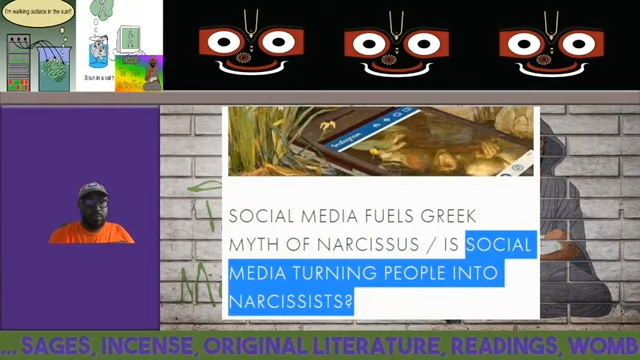 I'm walking outside in the sun!!
Brain in a vat?
Instagram
SOCIAL MEDIA FUELS GREEK
MYTH OF NARCISSUS / IS SOCIAL
MEDIA TURNING PEOPLE INTO
NARCISSISTS?
... SAGES, INCENSE, ORIGINAL LITERATURE, READINGS, WOMB